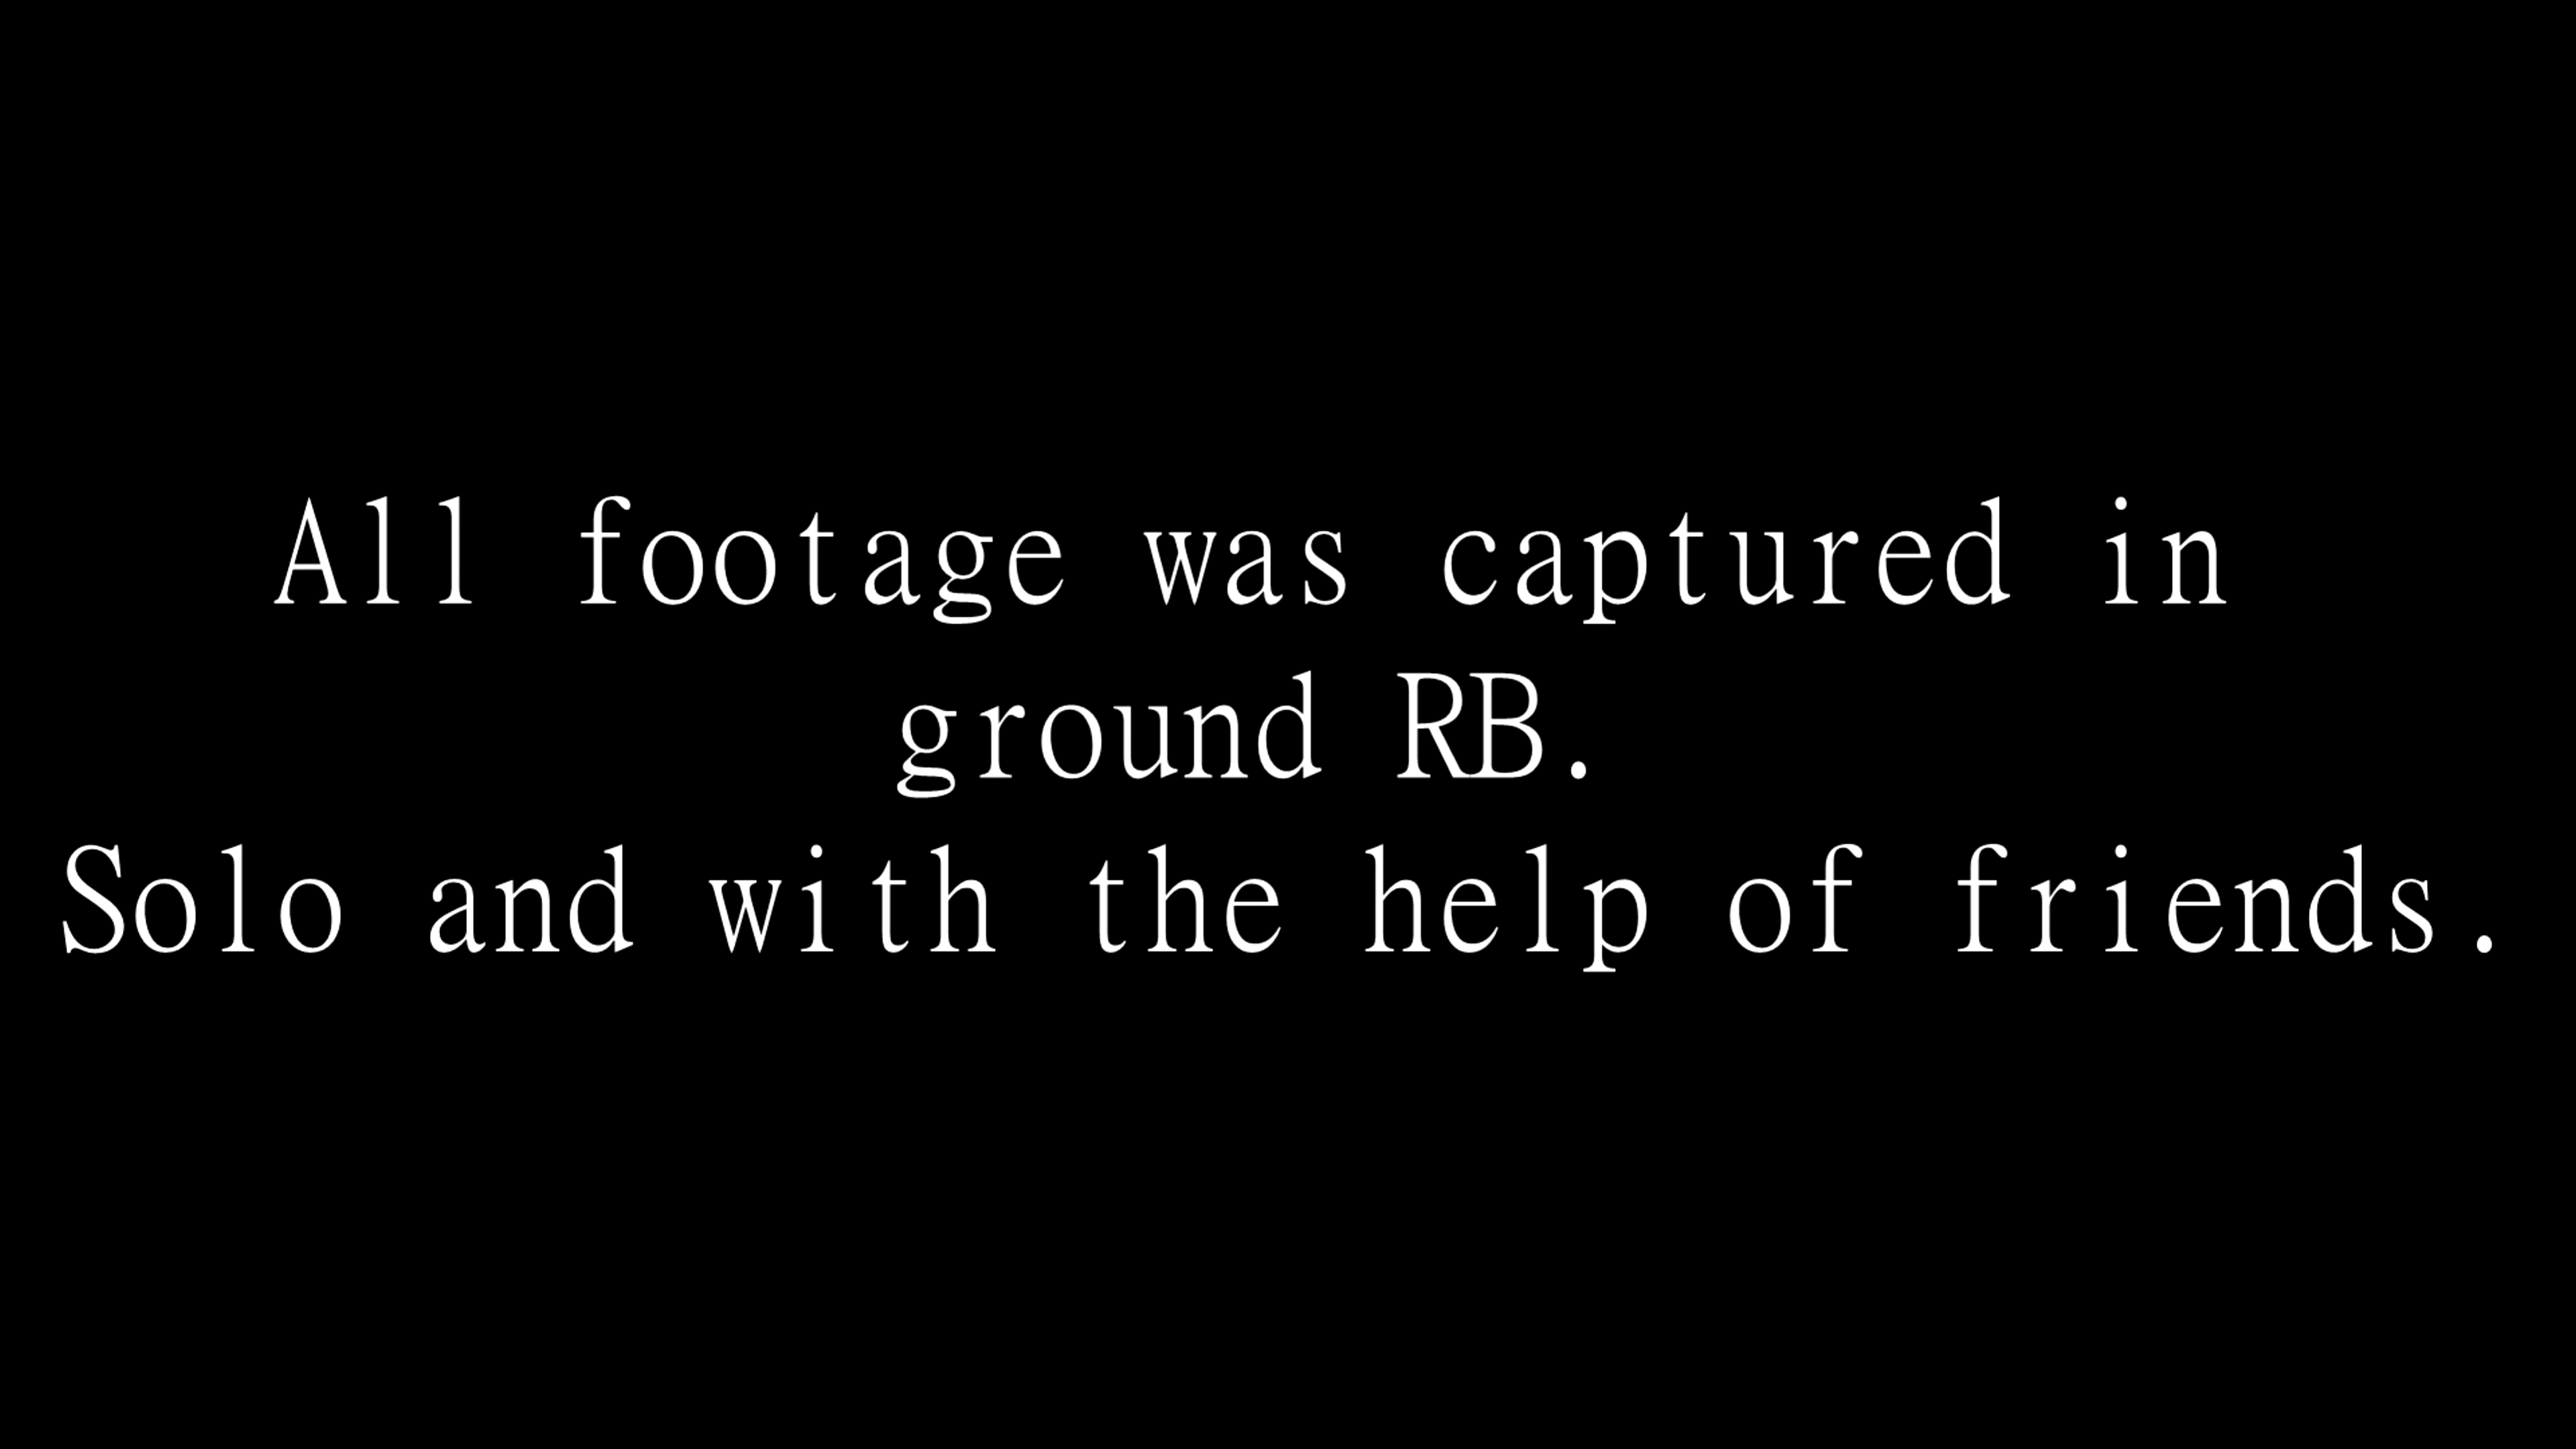 All footage was captured in
ground RB.
Solo and with the help of friends.